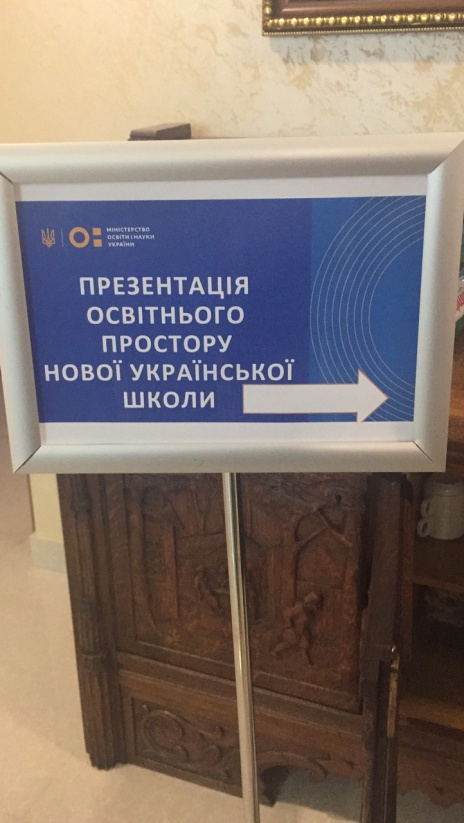 МІНІСТЕРСТВО
ОСВІТИ І НАУКИ
УКРАЇНИ
ПРЕЗЕНТАЦІЯ
ОСВІТНЬОГО
ПРОСТОРУ
НОВОЇ УКРАЇНСЬКОЇ
ШКОЛИ